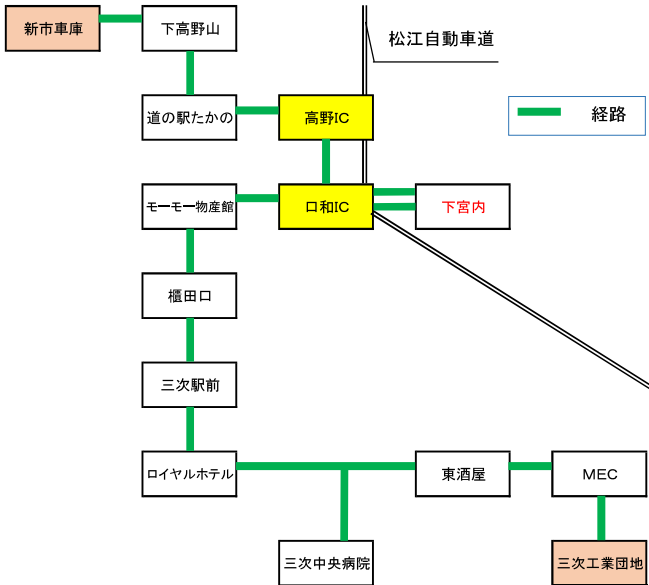 新市車庫
下高野山
松江自動車道
道の駅たかの
高野IC
経路
モーモー物産館
口和IC
下宮内
櫃田口
三次駅前
ロイヤルホテル
東酒屋
MEC
三次中央病院
三次工業団地